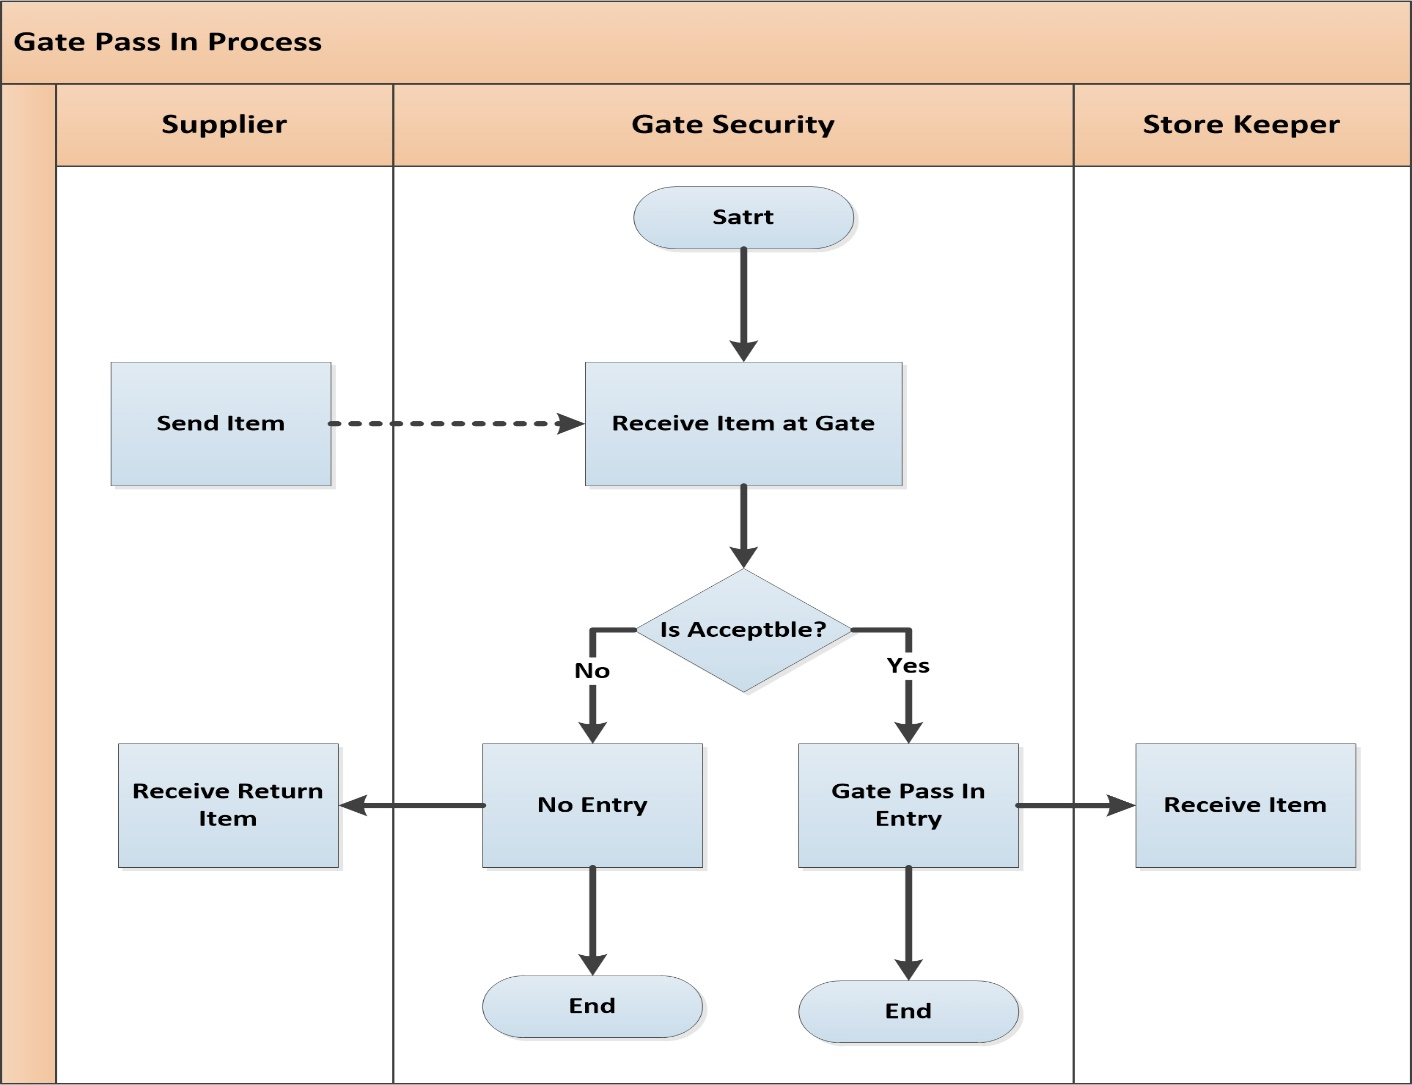 Gate Pass In Process
Supplier
Gate Security
Store Keeper
Satrt
Send Item
Receive Item at Gate
Is Acceptble?
No
Yes
Receive Return
Item
No Entry
Gate Pass In
Entry
Receive Item
End
End